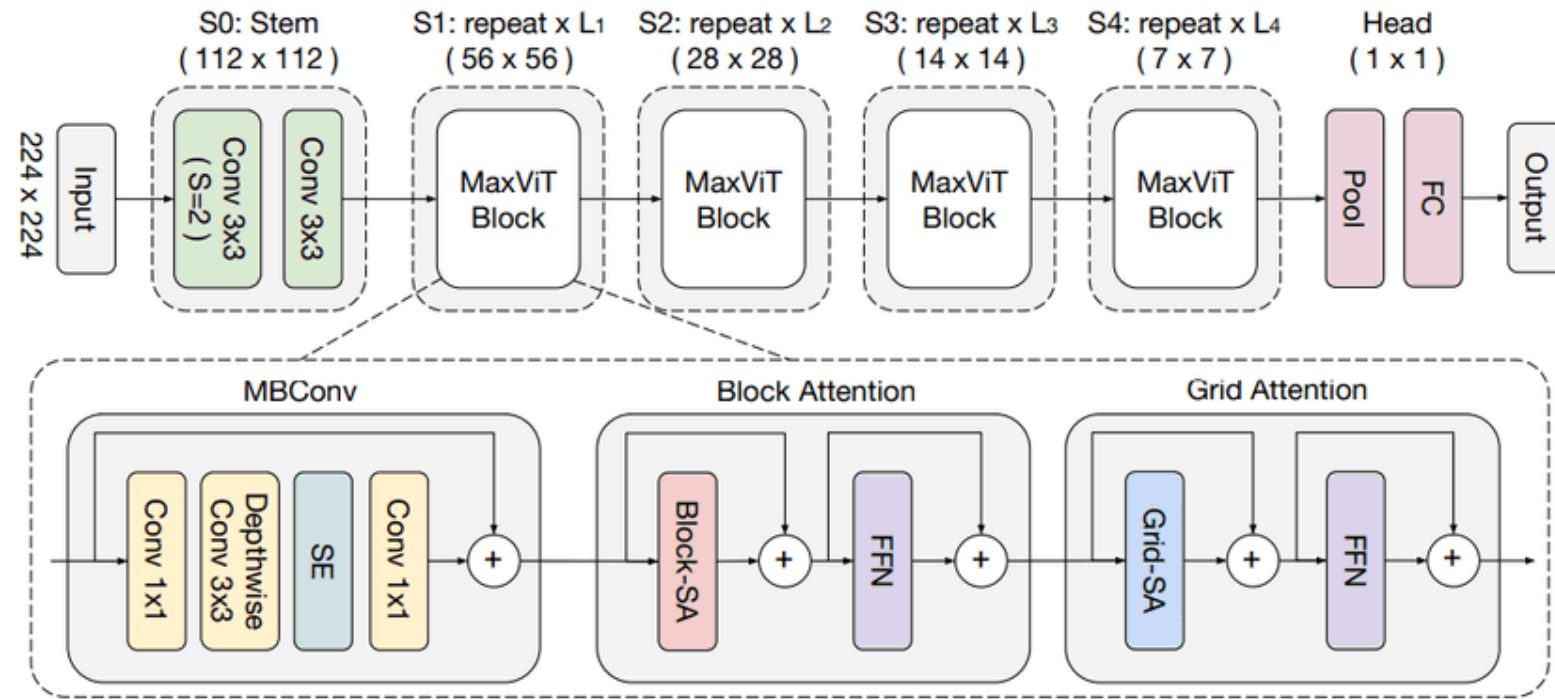 S0: Stem
( 112 x 112 )
S1: repeat x L₁
( 56 x 56 )
S2: repeat x L₂
( 28 x 28 )
S3: repeat x L₃
( 14 x 14 )
S4: repeat x L₄
( 7 x 7 )
Head
( 1 x 1 )
224 x 224
Input
Conv 3x3
( S=2 )
Conv 3x3
MaxViT
Block
MaxViT
Block
MaxViT
Block
MaxViT
Block
Pool
FC
Output
MBConv
Conv 1x1
Depthwise
Conv 3x3
SE
Conv 1x1
+
Block Attention
Block-SA
+
FFN
+
Grid Attention
Grid-SA
+
FFN
+